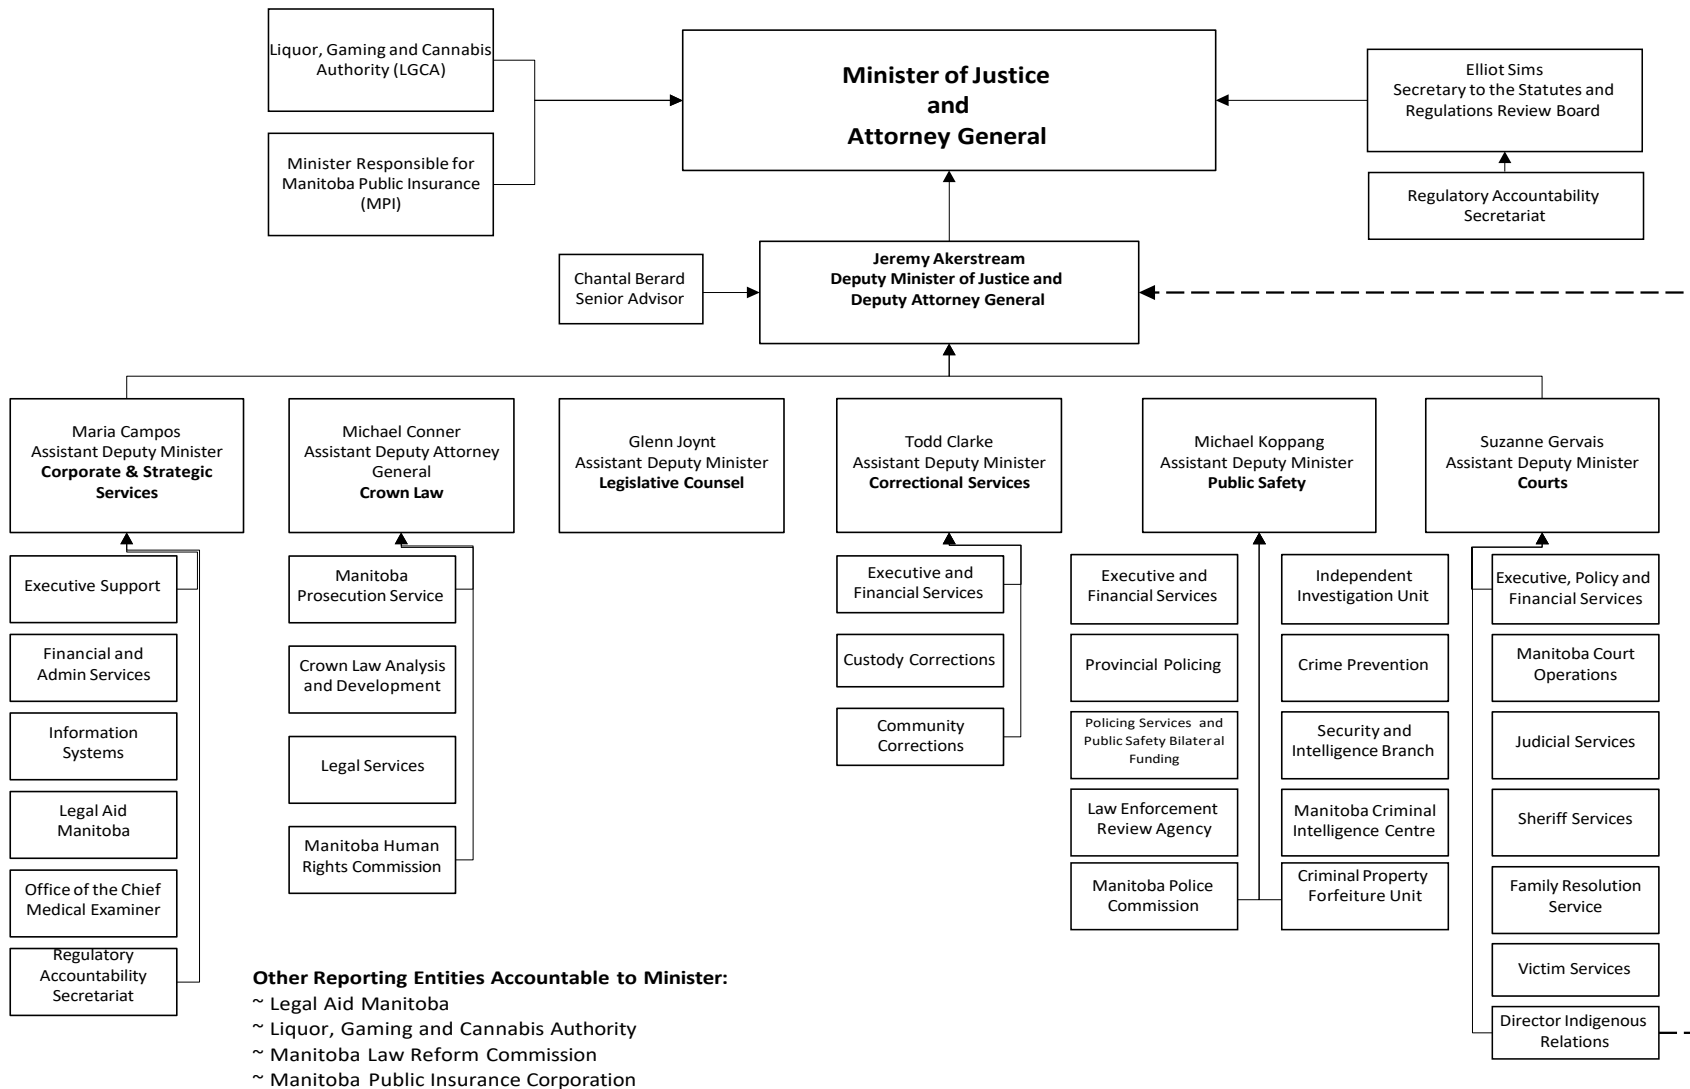 Liquor, Gaming and Cannabis
Authority (LGCA)
Minister of Justice
and
Attorney General
Elliot Sims
Secretary to the Statutes and
Regulations Review Board
Minister Responsible for
Manitoba Public Insurance
(MPI)
Regulatory Accountability
Secretariat
Chantal Berard
Senior Advisor
Jeremy Akerstream
Deputy Minister of Justice and
Deputy Attorney General
Maria Campos
Assistant Deputy Minister
Corporate & Strategic
Services
Michael Conner
Assistant Deputy Attorney
General
Crown Law
Glenn Joynt
Assistant Deputy Minister
Legislative Counsel
Todd Clarke
Assistant Deputy Minister
Correctional Services
Michael Koppang
Assistant Deputy Minister
Public Safety
Suzanne Gervais
Assistant Deputy Minister
Courts
Executive Support
Financial and
Admin Services
Information
Systems
Legal Aid
Manitoba
Office of the Chief
Medical Examiner
Regulatory
Accountability
Secretariat
Manitoba
Prosecution Service
Crown Law Analysis
and Development
Legal Services
Manitoba Human
Rights Commission
Executive and
Financial Services
Custody Corrections
Community
Corrections
Executive and
Financial Services
Provincial Policing
Policing Services and
Public Safety Bilateral
Funding
Law Enforcement
Review Agency
Manitoba Police
Commission
Independent
Investigation Unit
Crime Prevention
Security and
Intelligence Branch
Manitoba Criminal
Intelligence Centre
Criminal Property
Forfeiture Unit
Executive, Policy and
Financial Services
Manitoba Court
Operations
Judicial Services
Sheriff Services
Family Resolution
Service
Victim Services
Director Indigenous
Relations
Other Reporting Entities Accountable to Minister:
~ Legal Aid Manitoba
~ Liquor, Gaming and Cannabis Authority
~ Manitoba Law Reform Commission
~ Manitoba Public Insurance Corporation